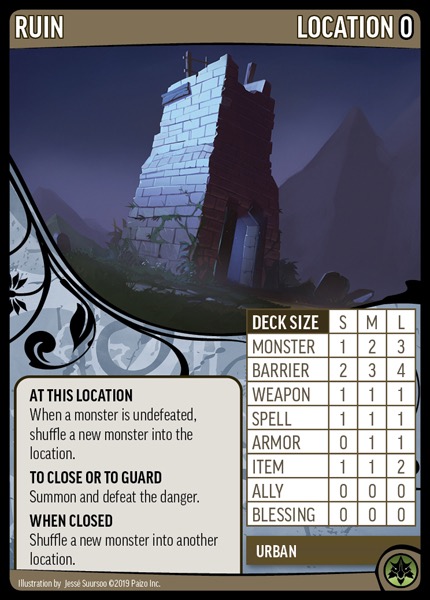 RUIN
LOCATION 0
DECK SIZE S M L
MONSTER 1 2 3
BARRIER 2 3 4
WEAPON 1 1 1
SPELL 1 1 1
ARMOR 0 1 1
ITEM 1 1 2
ALLY 0 0 0
BLESSING 0 0 0
URBAN
AT THIS LOCATION
When a monster is undefeated,
shuffle a new monster into the
location.
TO CLOSE OR TO GUARD
Summon and defeat the danger.
WHEN CLOSED
Shuffle a new monster into another
location.
Illustration by Jessé Suursoo ©2019 Paizo Inc.